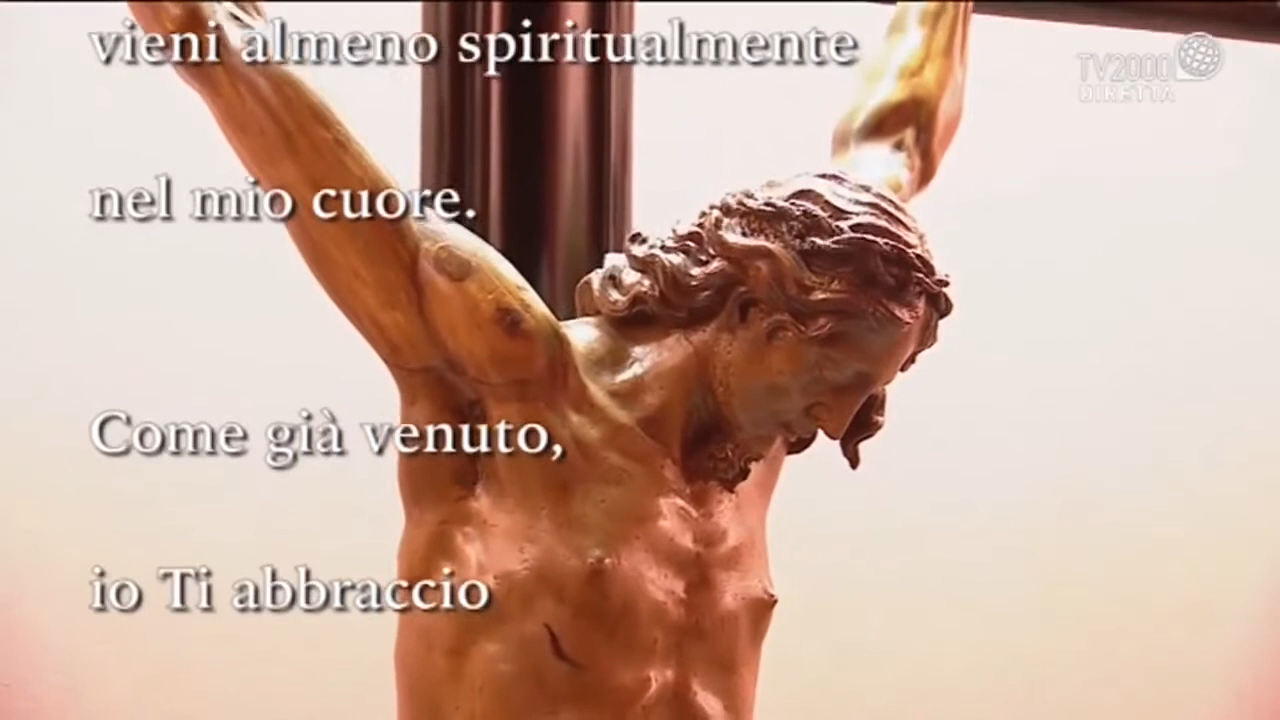 vieni almeno spiritualmente
TV2000
DIRETTA
nel mio cuore.
Come già venuto,
io Ti abbraccio